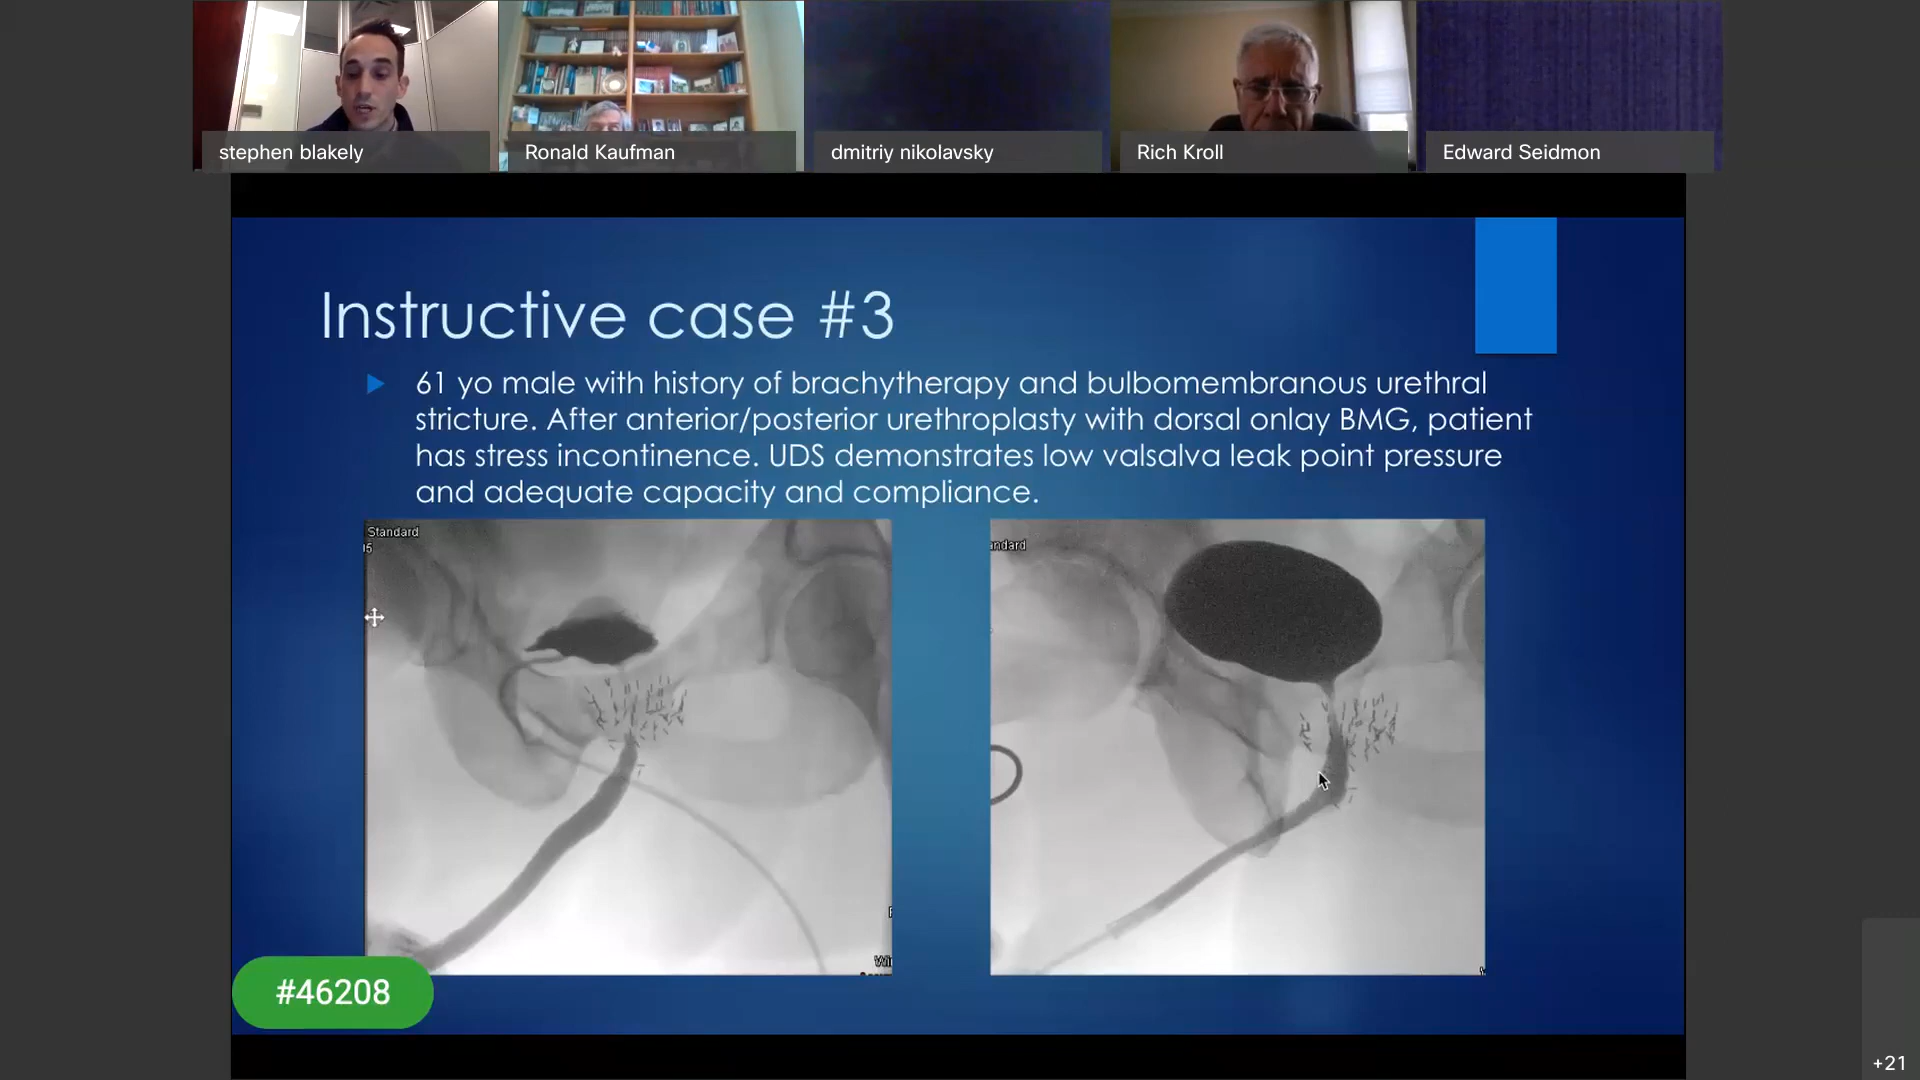 stephen blakely
Ronald Kaufman
dmitriy nikolavsky
Rich Kroll
Edward Seidmon
Instructive case #3
61 yo male with history of brachytherapy and bulbomembranous urethral
stricture. After anterior/posterior urethroplasty with dorsal onlay BMG, patient
has stress incontinence. UDS demonstrates low valsalva leak point pressure
and adequate capacity and compliance.
Standard
ndard
#46208
+21